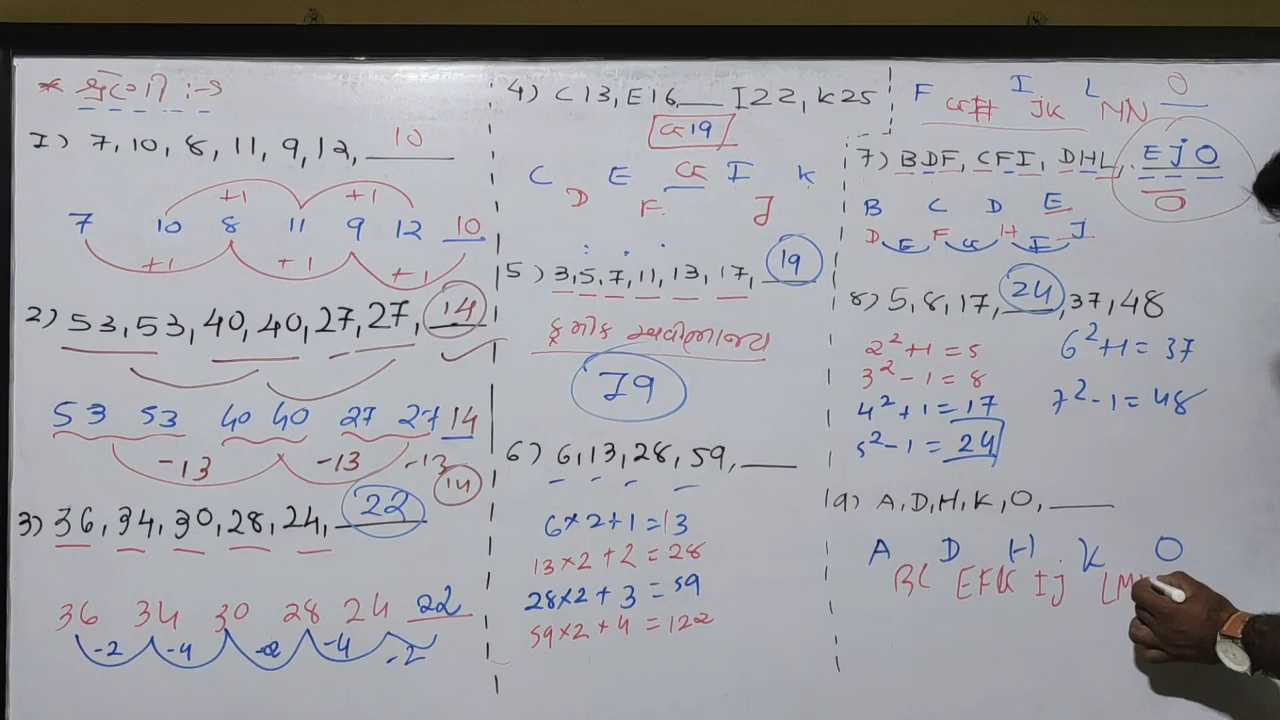 * શ્રેણી :->
1) 7, 10, 8, 11, 9, 12, 10
+1 +1
7 10 8 11 9 12 10
+1 +1 +1
2) 53, 53, 40, 40, 27, 27, 14
53 53 40 40 27 27 14
-13 -13 -13
14
3) 36, 34, 30, 28, 24, 22
36 34 30 28 24 22
-2 -4 -2 -4 -2
4) C13, E16, ___ I22, K25
G19
C E G I K
D F J
5) 3, 5, 7, 11, 13, 17, 19
ક્રમીક અવીભાજ્ય
19
6) 6, 13, 28, 59, ___
6×2+1 = 13
13×2+2 = 28
28×2+3 = 59
59×2+4 = 122
F I L O
GH JK MN
7) BDF, CFI, DHL, EJO
O
B C D E
D E F G H I J
8) 5, 8, 17, 24, 37, 48
2²+1 = 5
3²-1 = 8
4²+1 = 17
5²-1 = 24
6²+1 = 37
7²-1 = 48
9) A, D, H, K, O, ___
A D H K O
BC EFG IJ LM